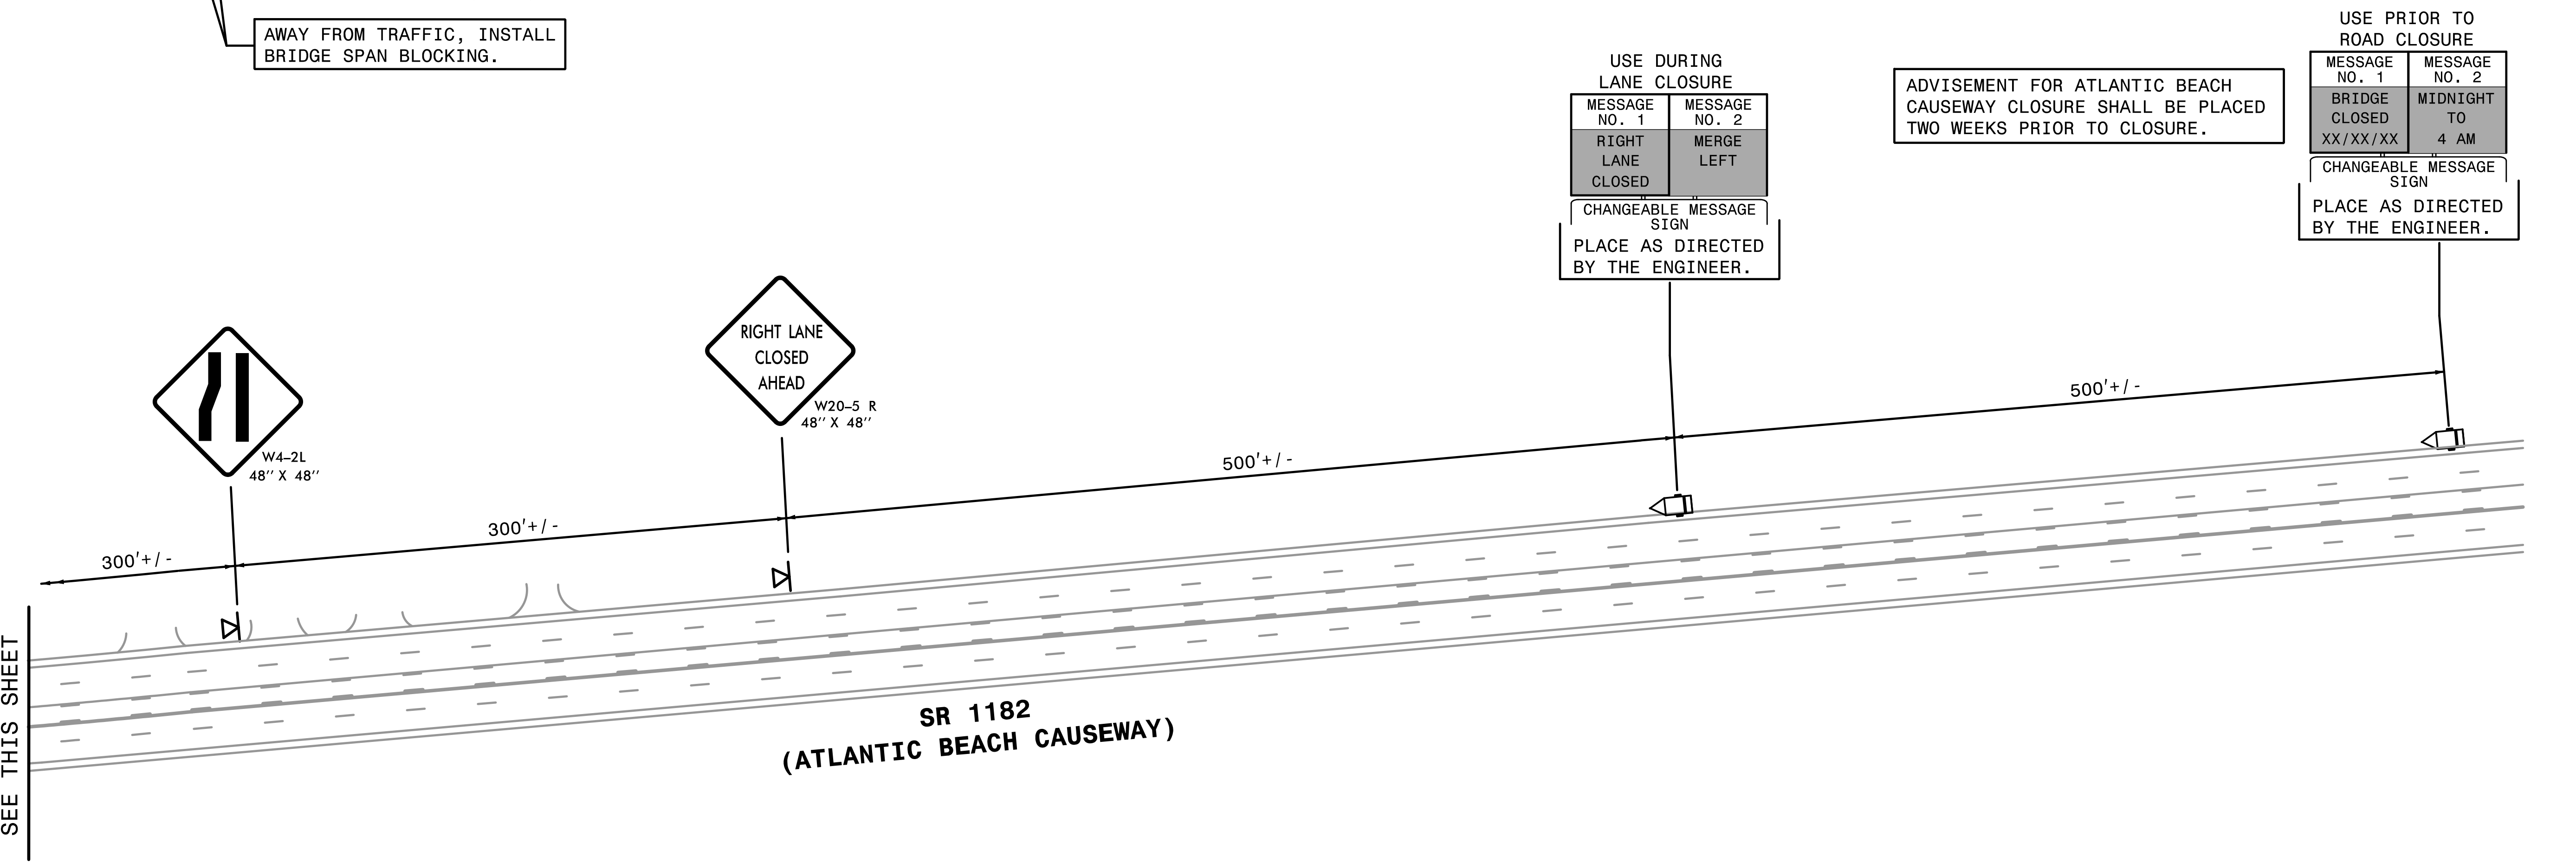 AWAY FROM TRAFFIC, INSTALL
BRIDGE SPAN BLOCKING.
USE PRIOR TO
ROAD CLOSURE
MESSAGE NO. 1
MESSAGE NO. 2
BRIDGE
CLOSED
XX/XX/XX
MIDNIGHT
TO
4 AM
CHANGEABLE MESSAGE
SIGN
PLACE AS DIRECTED
BY THE ENGINEER.
ADVISEMENT FOR ATLANTIC BEACH
CAUSEWAY CLOSURE SHALL BE PLACED
TWO WEEKS PRIOR TO CLOSURE.
USE DURING
LANE CLOSURE
MESSAGE NO. 1
MESSAGE NO. 2
RIGHT
LANE
CLOSED
MERGE
LEFT
CHANGEABLE MESSAGE
SIGN
PLACE AS DIRECTED
BY THE ENGINEER.
RIGHT LANE
CLOSED
AHEAD
W20-5 R
48" X 48"
W4-2L
48" X 48"
300'+/-
300'+/-
500'+/-
500'+/-
SR 1182
(ATLANTIC BEACH CAUSEWAY)
SEE THIS SHEET